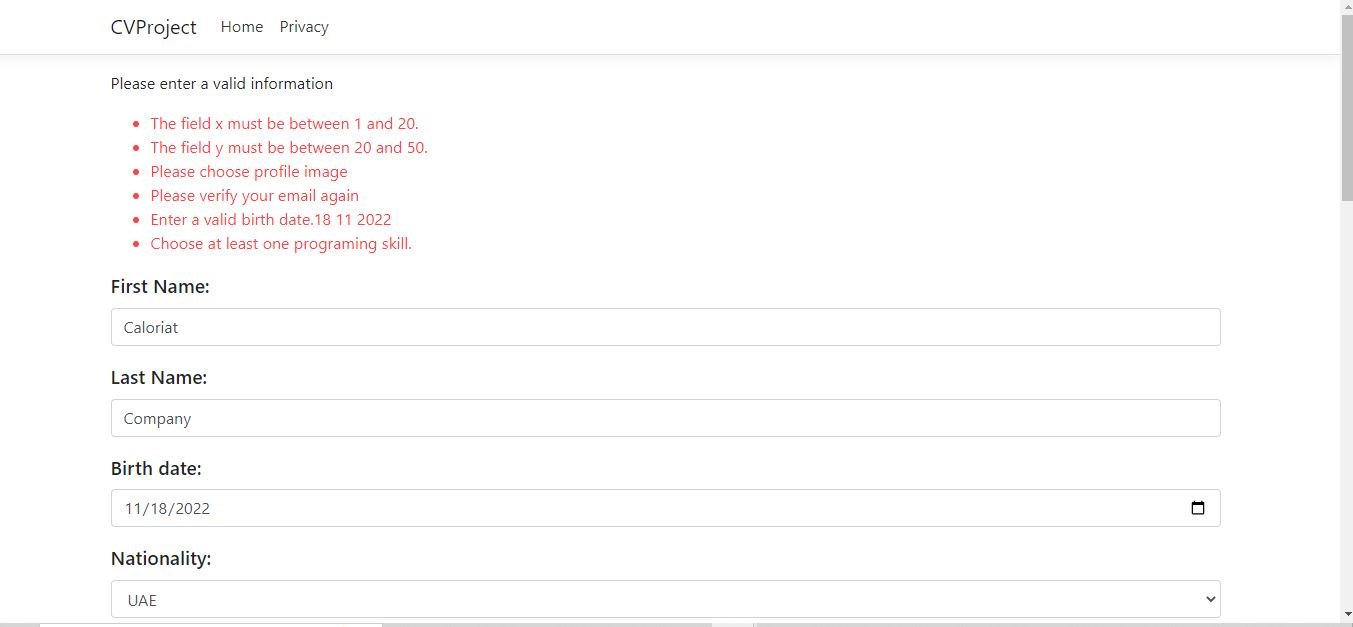 CVProject Home Privacy
Please enter a valid information
The field x must be between 1 and 20.
The field y must be between 20 and 50.
Please choose profile image
Please verify your email again
Enter a valid birth date.18 11 2022
Choose at least one programing skill.
First Name:
Caloriat
Last Name:
Company
Birth date:
11/18/2022
Nationality:
UAE